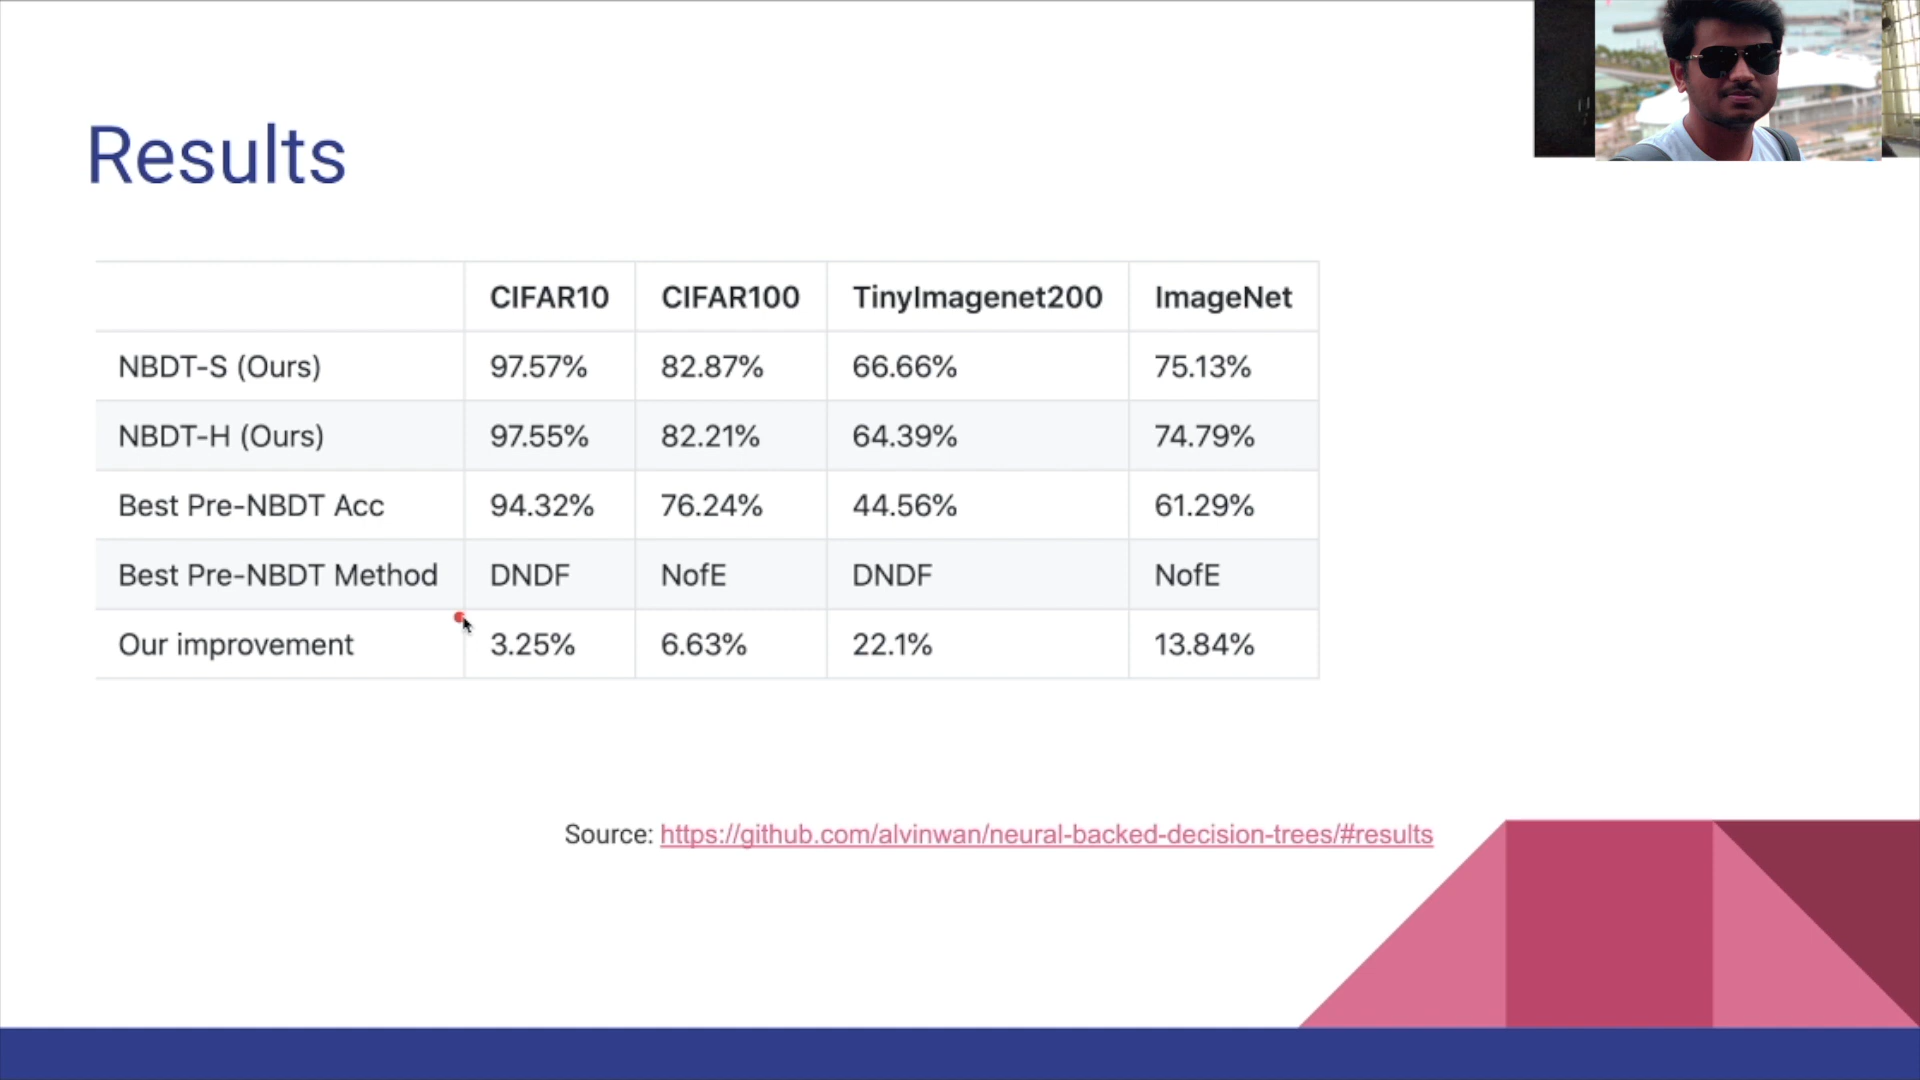 Results
CIFAR10 CIFAR100 TinyImagenet200 ImageNet
NBDT-S (Ours) 97.57% 82.87% 66.66% 75.13%
NBDT-H (Ours) 97.55% 82.21% 64.39% 74.79%
Best Pre-NBDT Acc 94.32% 76.24% 44.56% 61.29%
Best Pre-NBDT Method DNDF NofE DNDF NofE
Our improvement 3.25% 6.63% 22.1% 13.84%
Source: https://github.com/alvinwan/neural-backed-decision-trees/#results